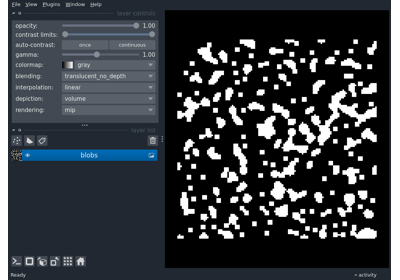 File View Plugins Window Help
layer controls
opacity: 1.00
contrast limits:
auto-contrast: once continuous
gamma: 1.00
colormap: gray
blending: translucent_no_depth
interpolation: linear
depiction: volume
rendering: mip
layer list
blobs
Ready activity